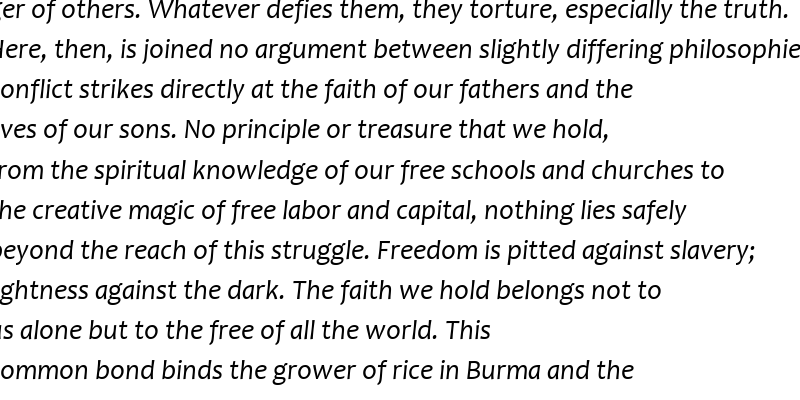 ger of others. Whatever defies them, they torture, especially the truth.
Here, then, is joined no argument between slightly differing philosophie
onflict strikes directly at the faith of our fathers and the
ves of our sons. No principle or treasure that we hold,
rom the spiritual knowledge of our free schools and churches to
he creative magic of free labor and capital, nothing lies safely
beyond the reach of this struggle. Freedom is pitted against slavery;
ghtness against the dark. The faith we hold belongs not to
us alone but to the free of all the world. This
ommon bond binds the grower of rice in Burma and the